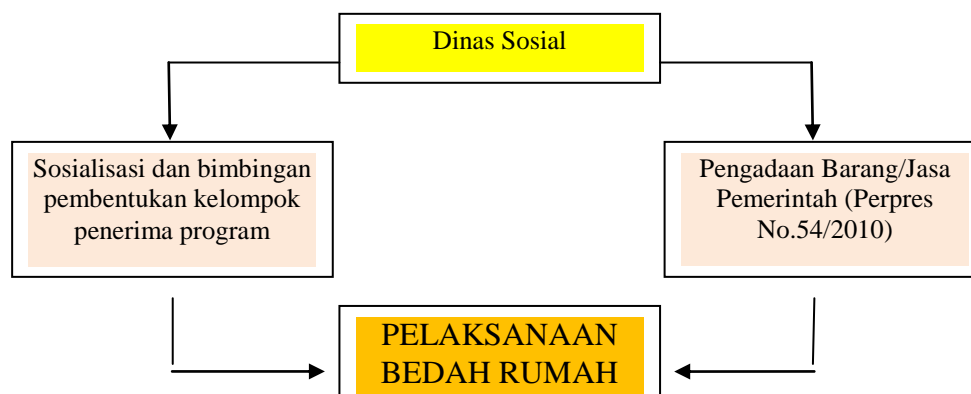 Dinas Sosial
Sosialisasi dan bimbingan
pembentukan kelompok
penerima program
Pengadaan Barang/Jasa
Pemerintah (Perpres
No.54/2010)
PELAKSANAAN
BEDAH RUMAH